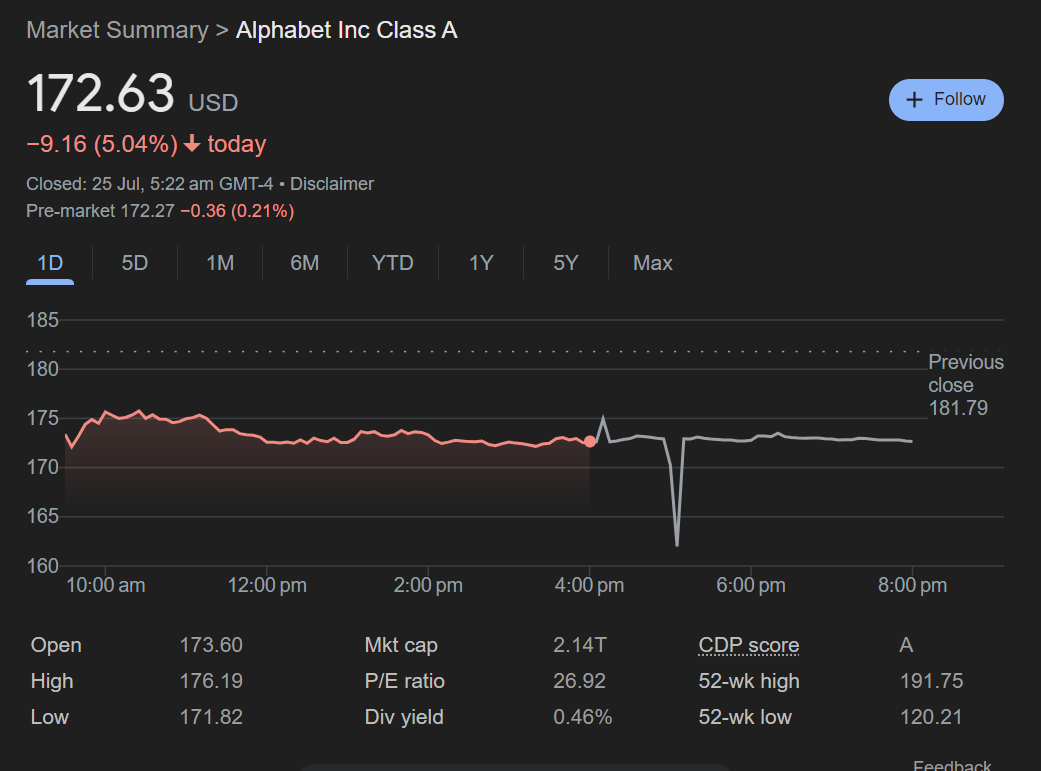 Market Summary > Alphabet Inc Class A
172.63 USD
+ Follow
−9.16 (5.04%) ↓ today
Closed: 25 Jul, 5:22 am GMT-4 • Disclaimer
Pre-market 172.27 −0.36 (0.21%)
1D 5D 1M 6M YTD 1Y 5Y Max
185
180
175
170
165
160
Previous
close
181.79
10:00 am 12:00 pm 2:00 pm 4:00 pm 6:00 pm 8:00 pm
Open 173.60 Mkt cap 2.14T CDP score A
High 176.19 P/E ratio 26.92 52-wk high 191.75
Low 171.82 Div yield 0.46% 52-wk low 120.21
Feedback